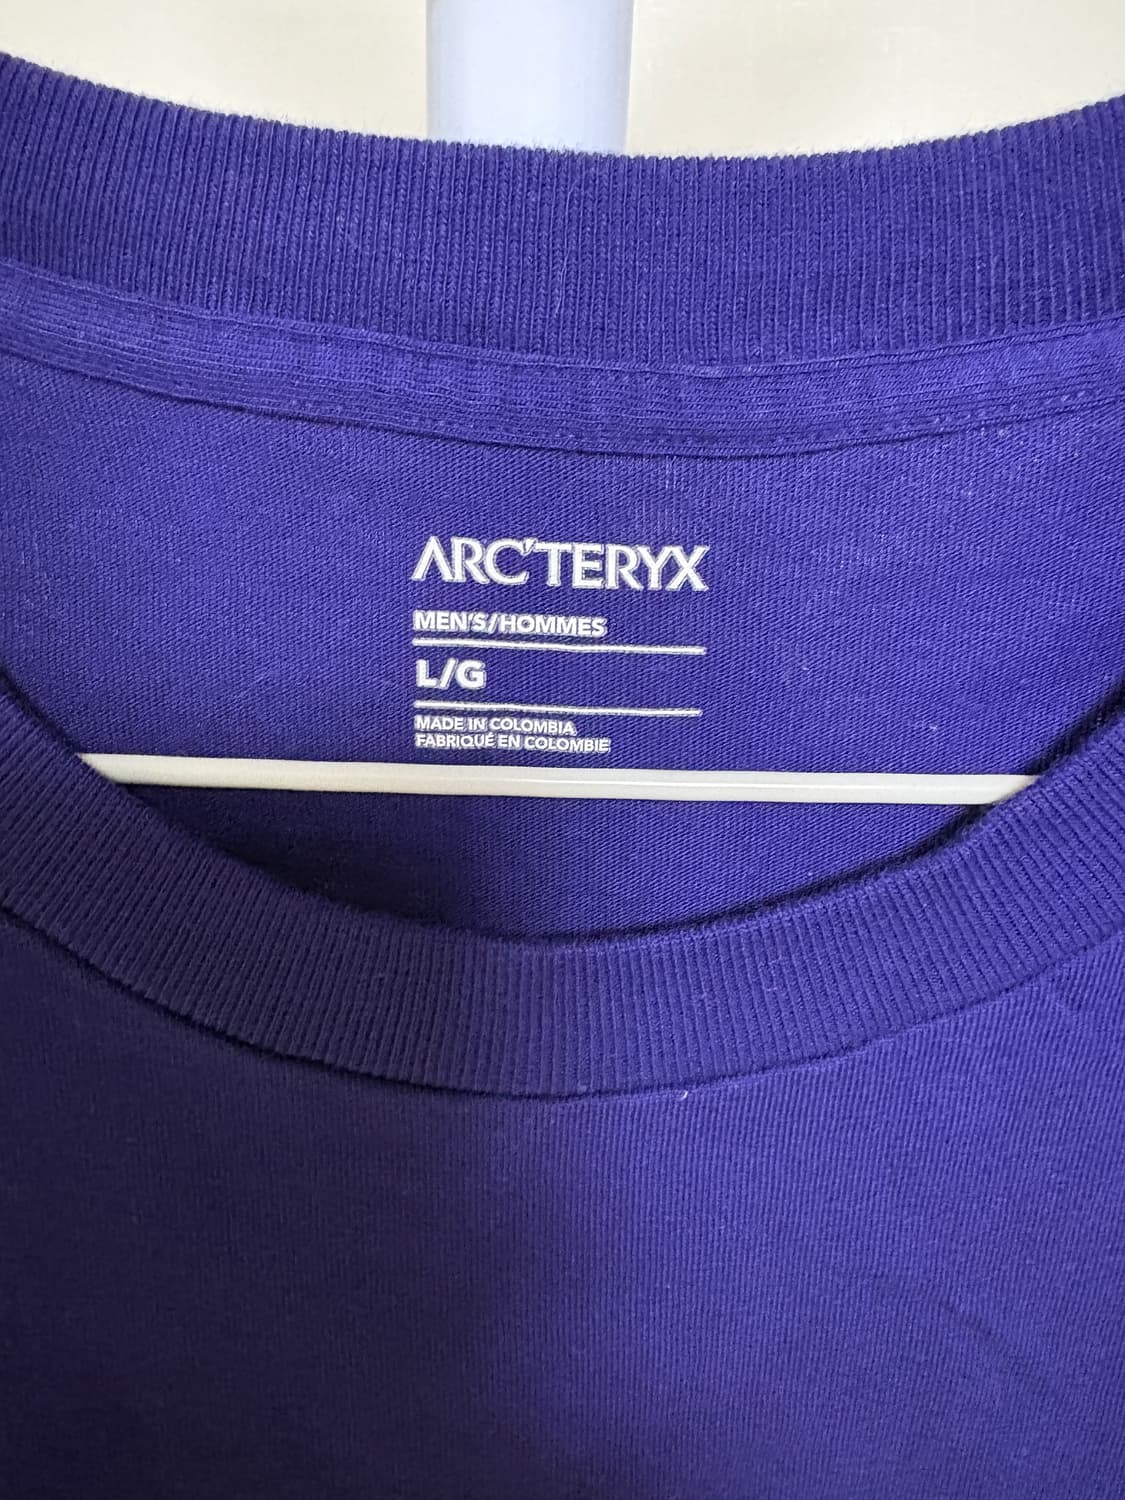 ARC'TERYX
MEN'S/HOMMES
L/G
MADE IN COLOMBIA
FABRIQUÉ EN COLOMBIE